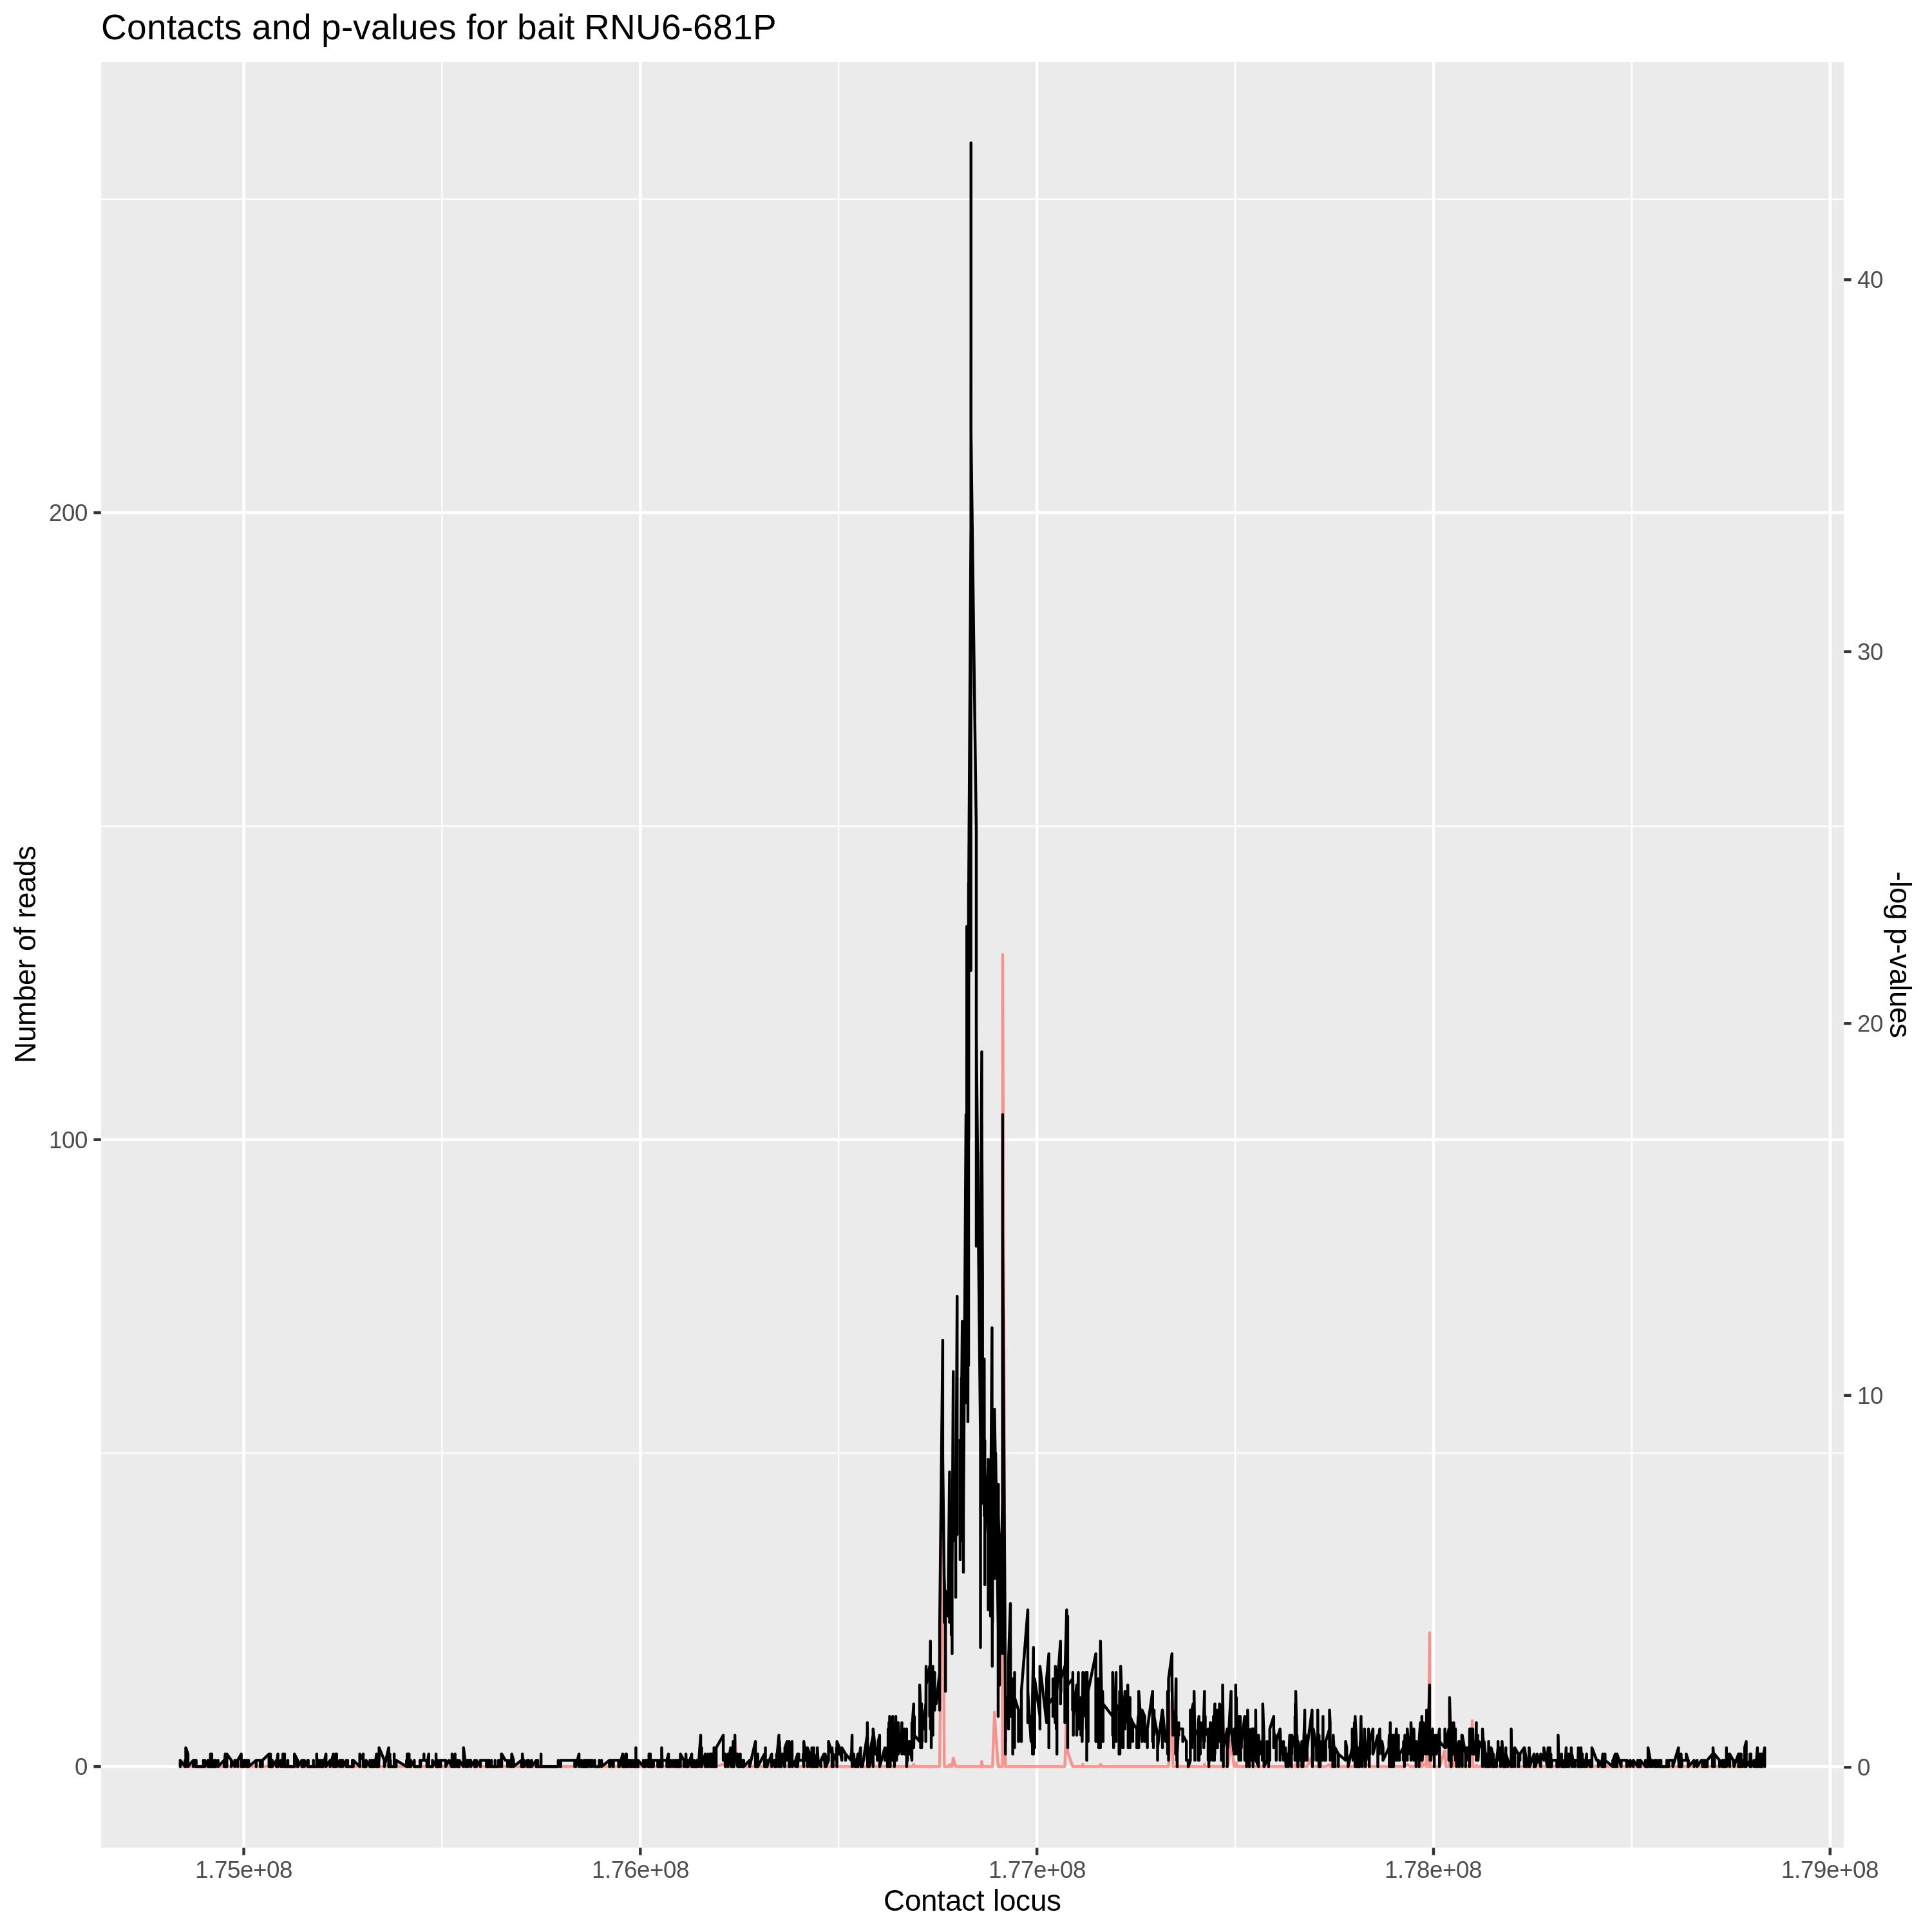 Contacts and p-values for bait RNU6-681P
Number of reads
200
100
0
40
30
20
10
0
-log p-values
1.75e+08 1.76e+08 1.77e+08 1.78e+08 1.79e+08
Contact locus